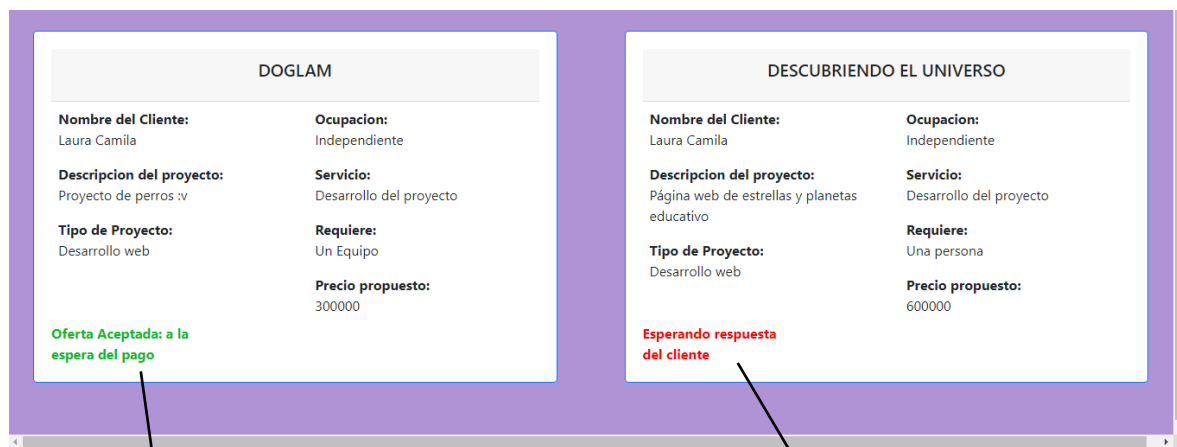 DOGLAM
Nombre del Cliente:
Laura Camila
Descripcion del proyecto:
Proyecto de perros :v
Tipo de Proyecto:
Desarrollo web
Ocupacion:
Independiente
Servicio:
Desarrollo del proyecto
Requiere:
Un Equipo
Precio propuesto:
300000
Oferta Aceptada: a la
espera del pago
DESCUBRIENDO EL UNIVERSO
Nombre del Cliente:
Laura Camila
Descripcion del proyecto:
Página web de estrellas y planetas
educativo
Tipo de Proyecto:
Desarrollo web
Ocupacion:
Independiente
Servicio:
Desarrollo del proyecto
Requiere:
Una persona
Precio propuesto:
600000
Esperando respuesta
del cliente